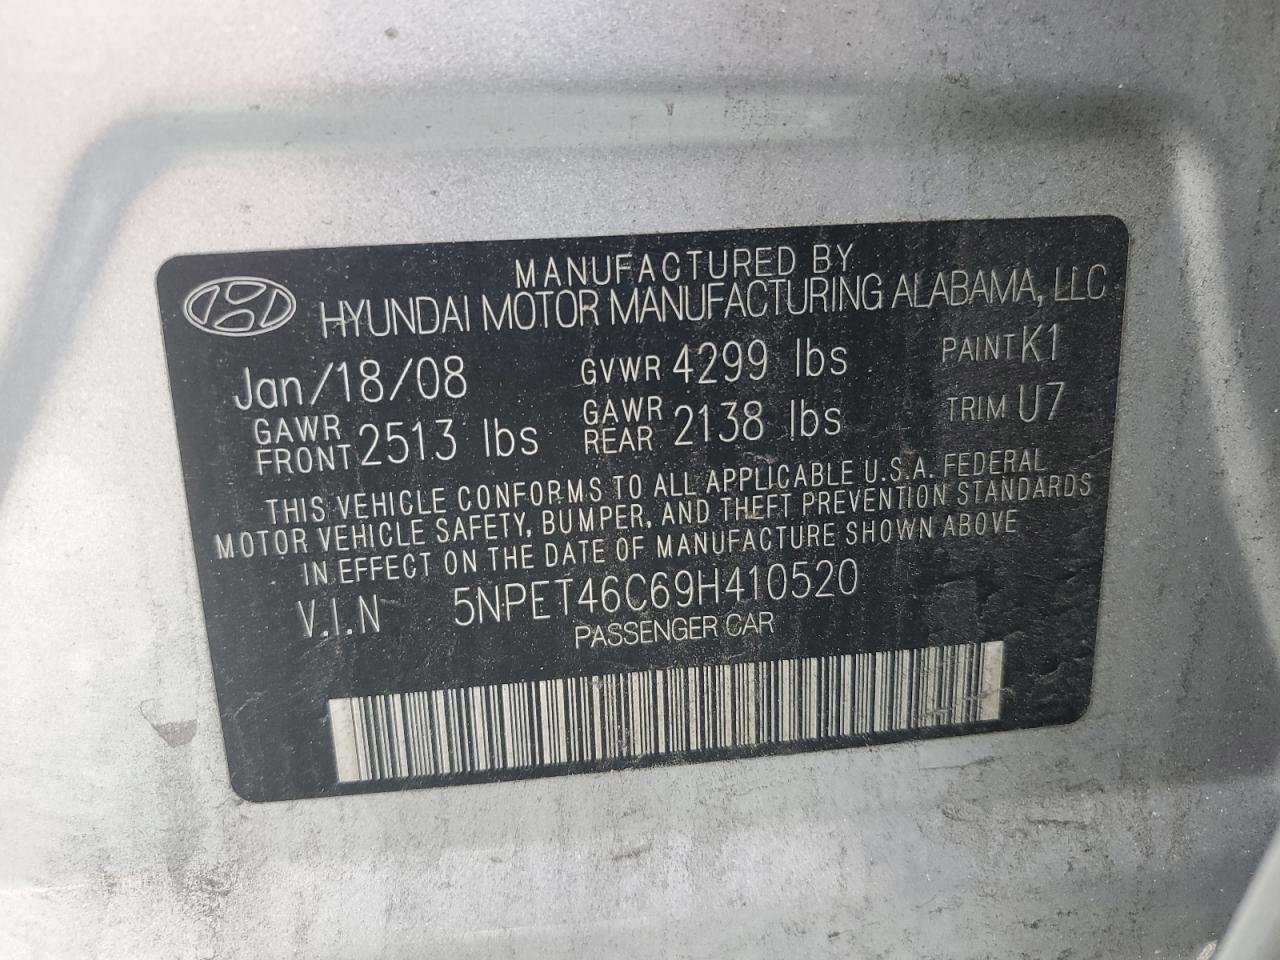 MANUFACTURED BY
HYUNDAI MOTOR MANUFACTURING ALABAMA, LLC
Jan/18/08 GVWR 4299 lbs PAINT K1
GAWR FRONT 2513 lbs GAWR REAR 2138 lbs TRIM U7
THIS VEHICLE CONFORMS TO ALL APPLICABLE U.S.A. FEDERAL
MOTOR VEHICLE SAFETY, BUMPER, AND THEFT PREVENTION STANDARDS
IN EFFECT ON THE DATE OF MANUFACTURE SHOWN ABOVE
V.I.N 5NPET46C69H410520
PASSENGER CAR